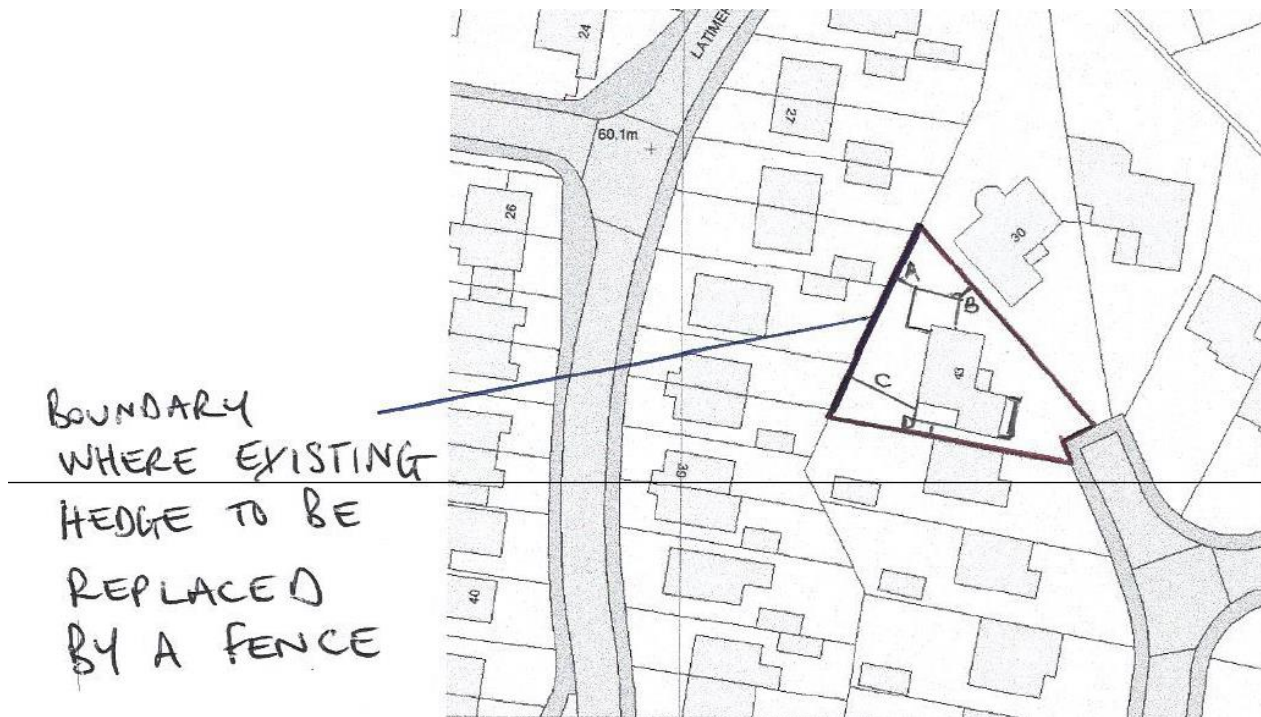 BOUNDARY
WHERE EXISTING
HEDGE TO BE
REPLACED
BY A FENCE
24
LATIMER
60.1m
27
26
30
A
B
43
C
D
39
40